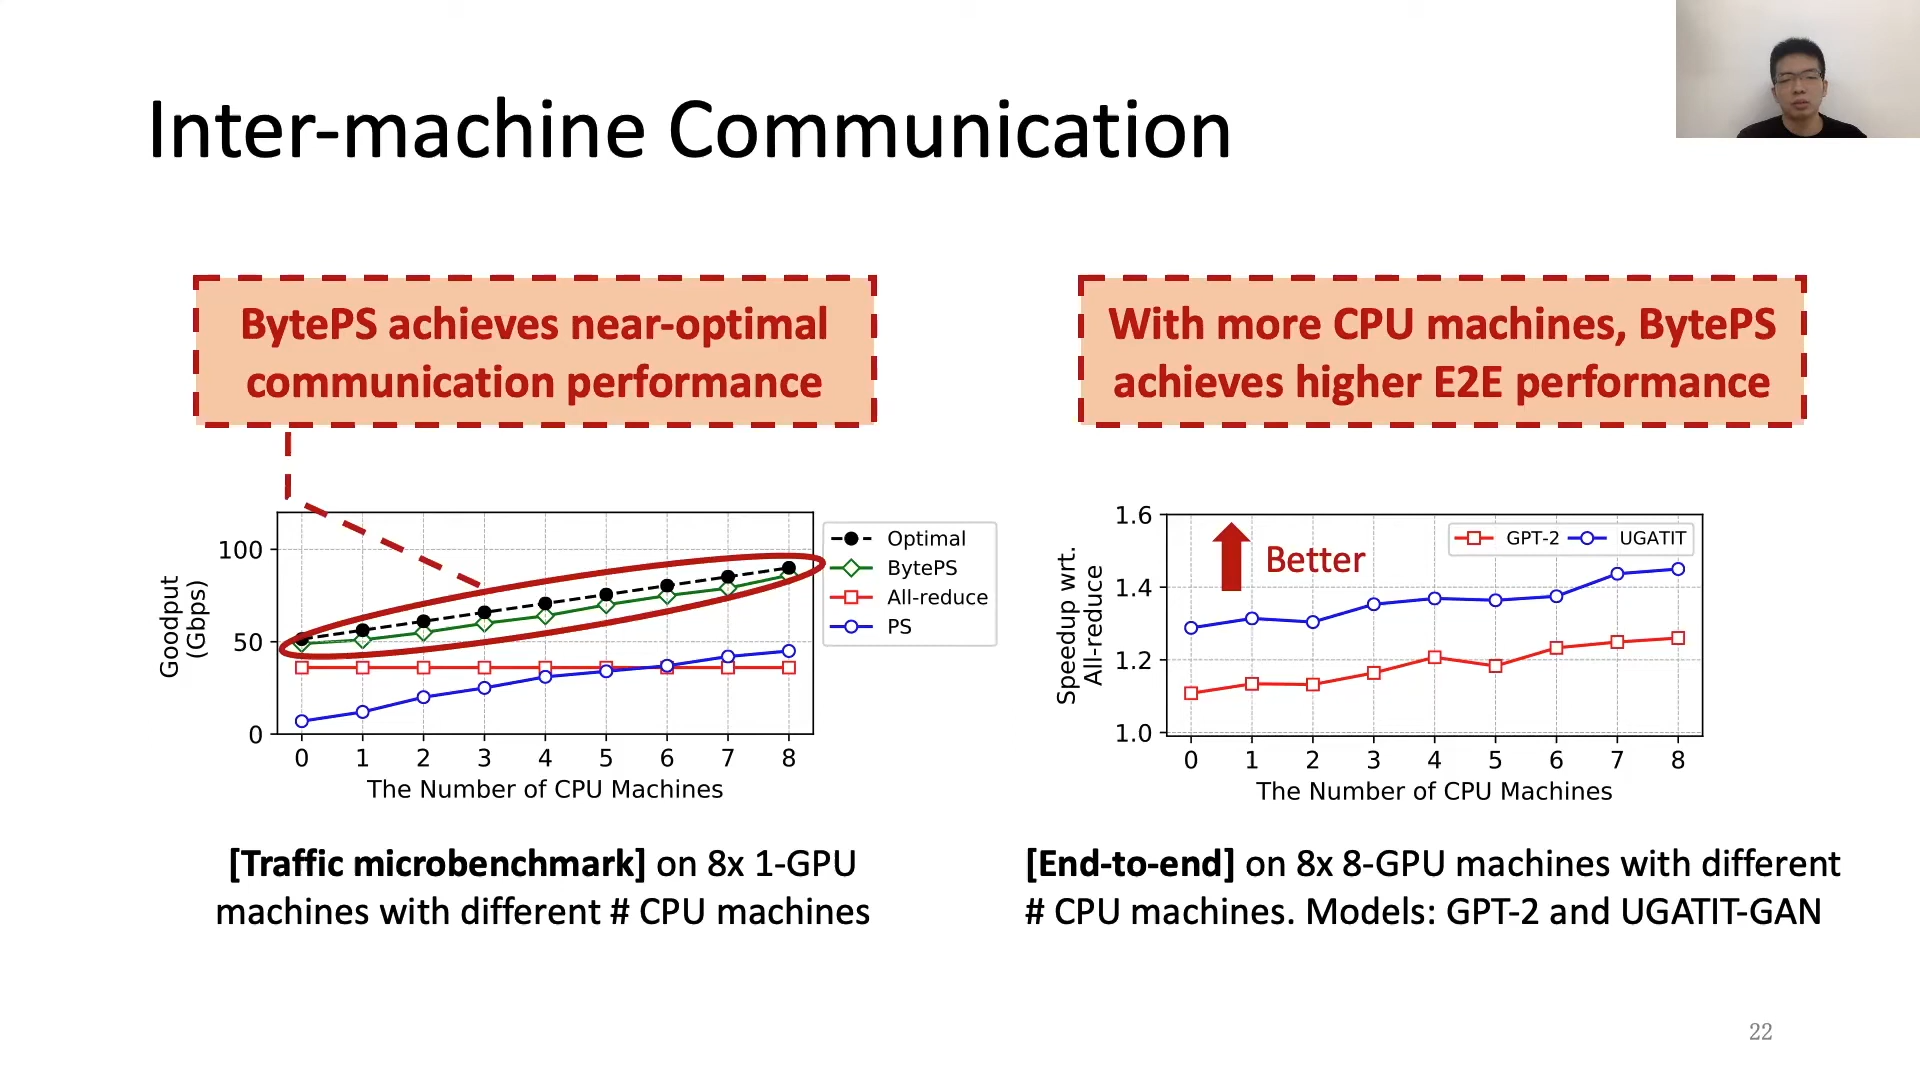 Inter-machine Communication
BytePS achieves near-optimal
communication performance
With more CPU machines, BytePS
achieves higher E2E performance
Goodput
(Gbps)
100
50
0
0 1 2 3 4 5 6 7 8
The Number of CPU Machines
Optimal
BytePS
All-reduce
PS
[Traffic microbenchmark] on 8x 1-GPU
machines with different # CPU machines
Speedup wrt.
All-reduce
1.6
1.4
1.2
1.0
Better
GPT-2 UGATIT
0 1 2 3 4 5 6 7 8
The Number of CPU Machines
[End-to-end] on 8x 8-GPU machines with different
# CPU machines. Models: GPT-2 and UGATIT-GAN
22